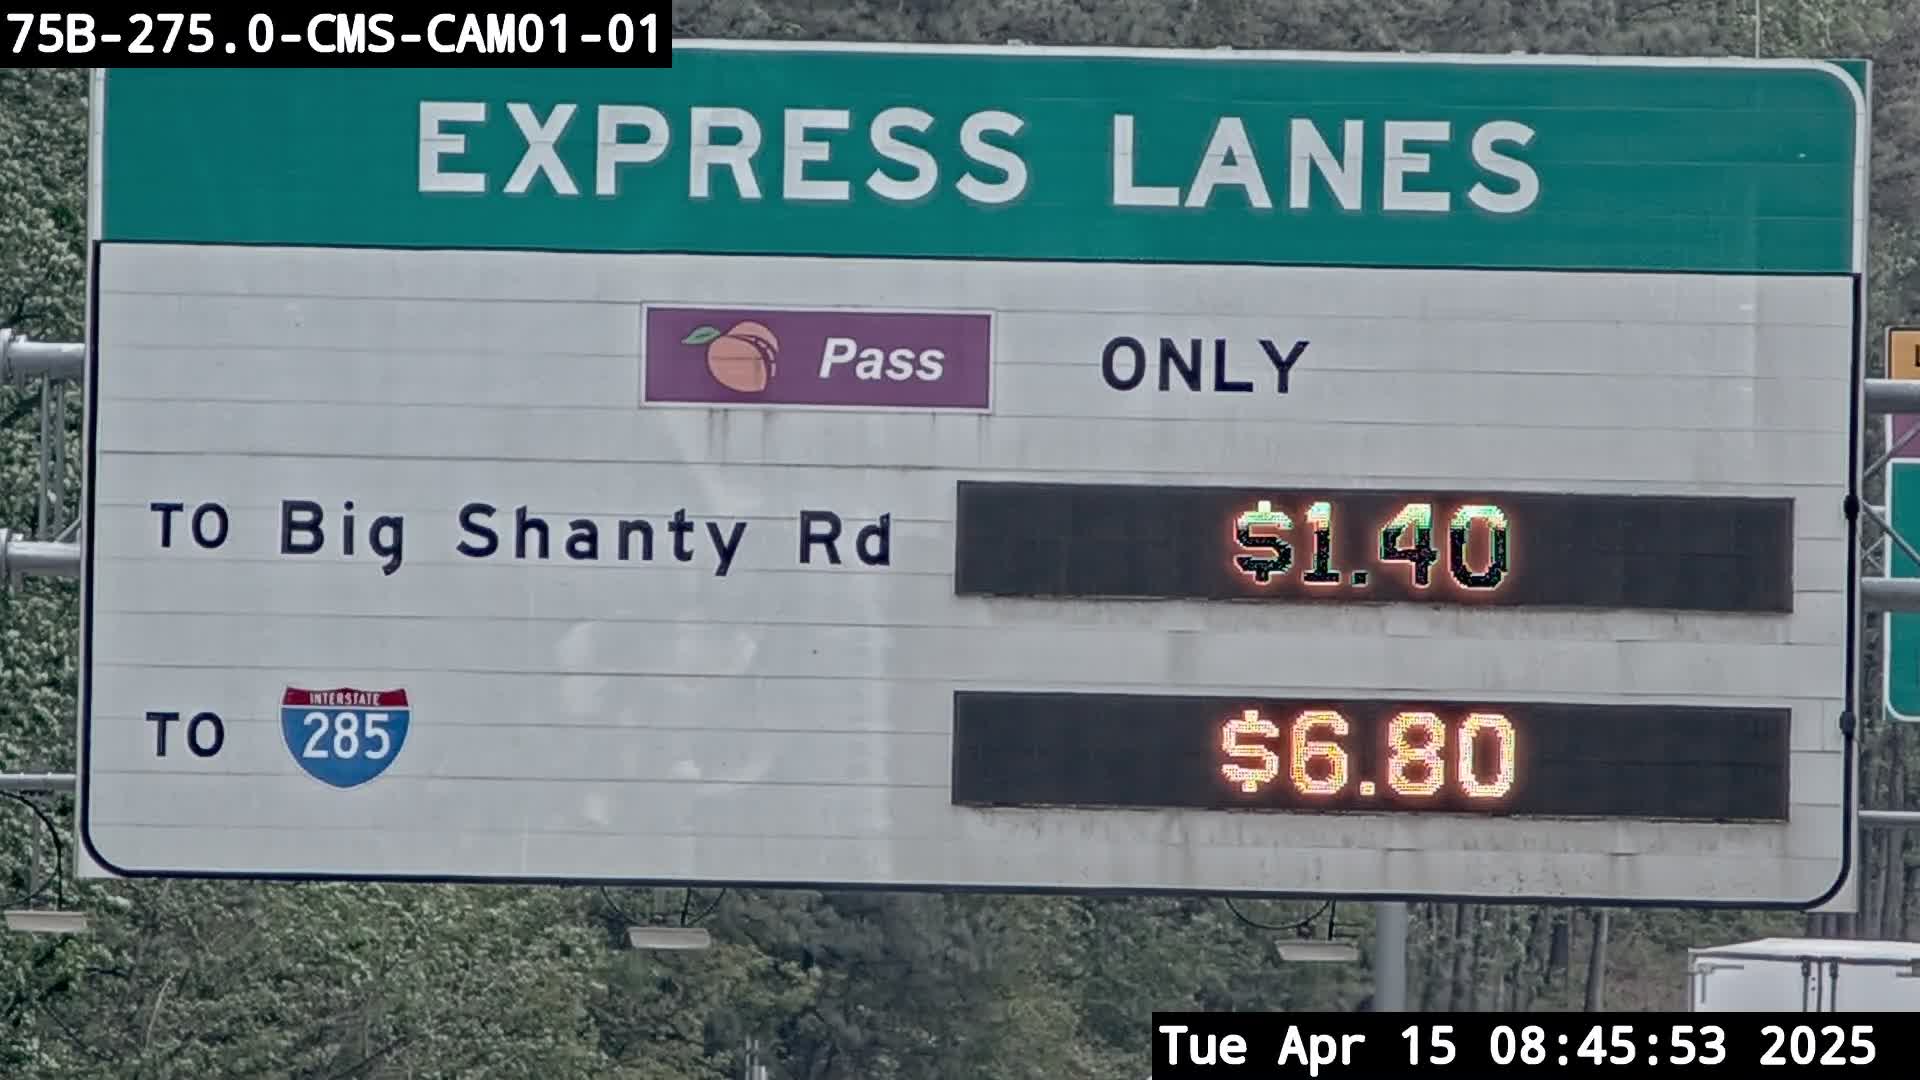 75B-275.0-CMS-CAM01-01
EXPRESS LANES
Pass ONLY
TO Big Shanty Rd $1.40
TO INTERSTATE 285 $6.80
Tue Apr 15 08:45:53 2025